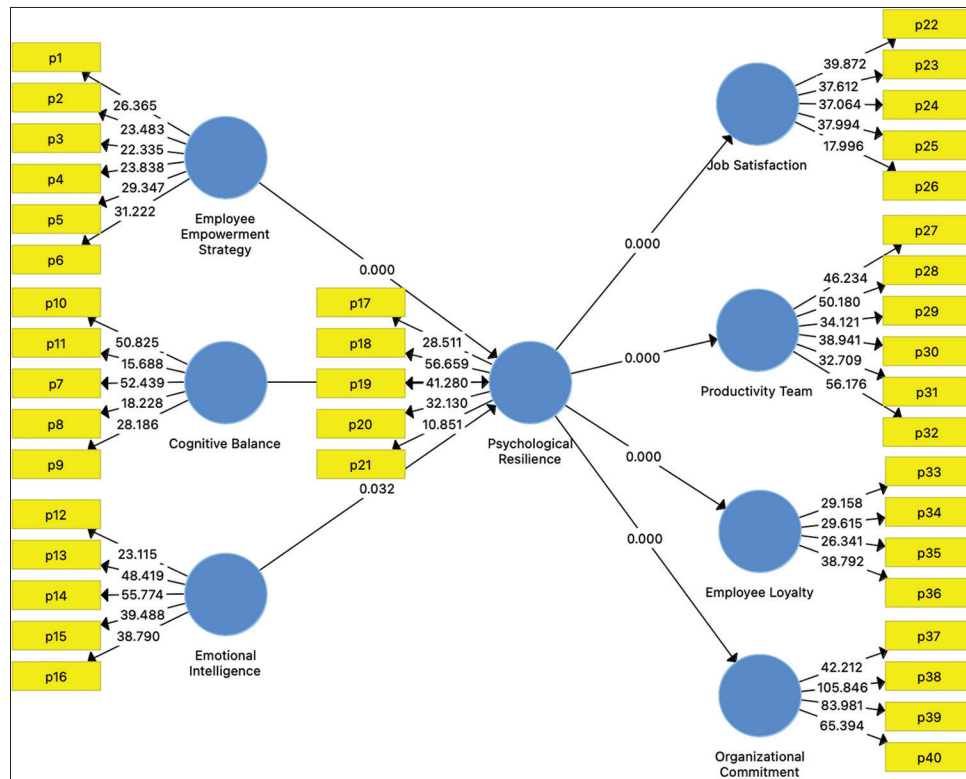 p1
p2
p3
p4
p5
p6
26.365
23.483
22.335
23.838
29.347
31.222
Employee
Empowerment
Strategy
0.000
p10
p11
p7
p8
p9
50.825
15.688
52.439
18.228
28.186
Cognitive Balance
p12
p13
p14
p15
p16
23.115
48.419
55.774
39.488
38.790
Emotional
Intelligence
0.032
p17
p18
p19
p20
p21
28.511
56.659
41.280
32.130
10.851
Psychological
Resilience
0.000
0.000
0.000
0.000
Job Satisfaction
39.872
37.612
37.064
37.994
17.996
p22
p23
p24
p25
p26
Productivity Team
46.234
50.180
34.121
38.941
32.709
56.176
p27
p28
p29
p30
p31
p32
Employee Loyalty
29.158
29.615
26.341
38.792
p33
p34
p35
p36
Organizational
Commitment
42.212
105.846
83.981
65.394
p37
p38
p39
p40